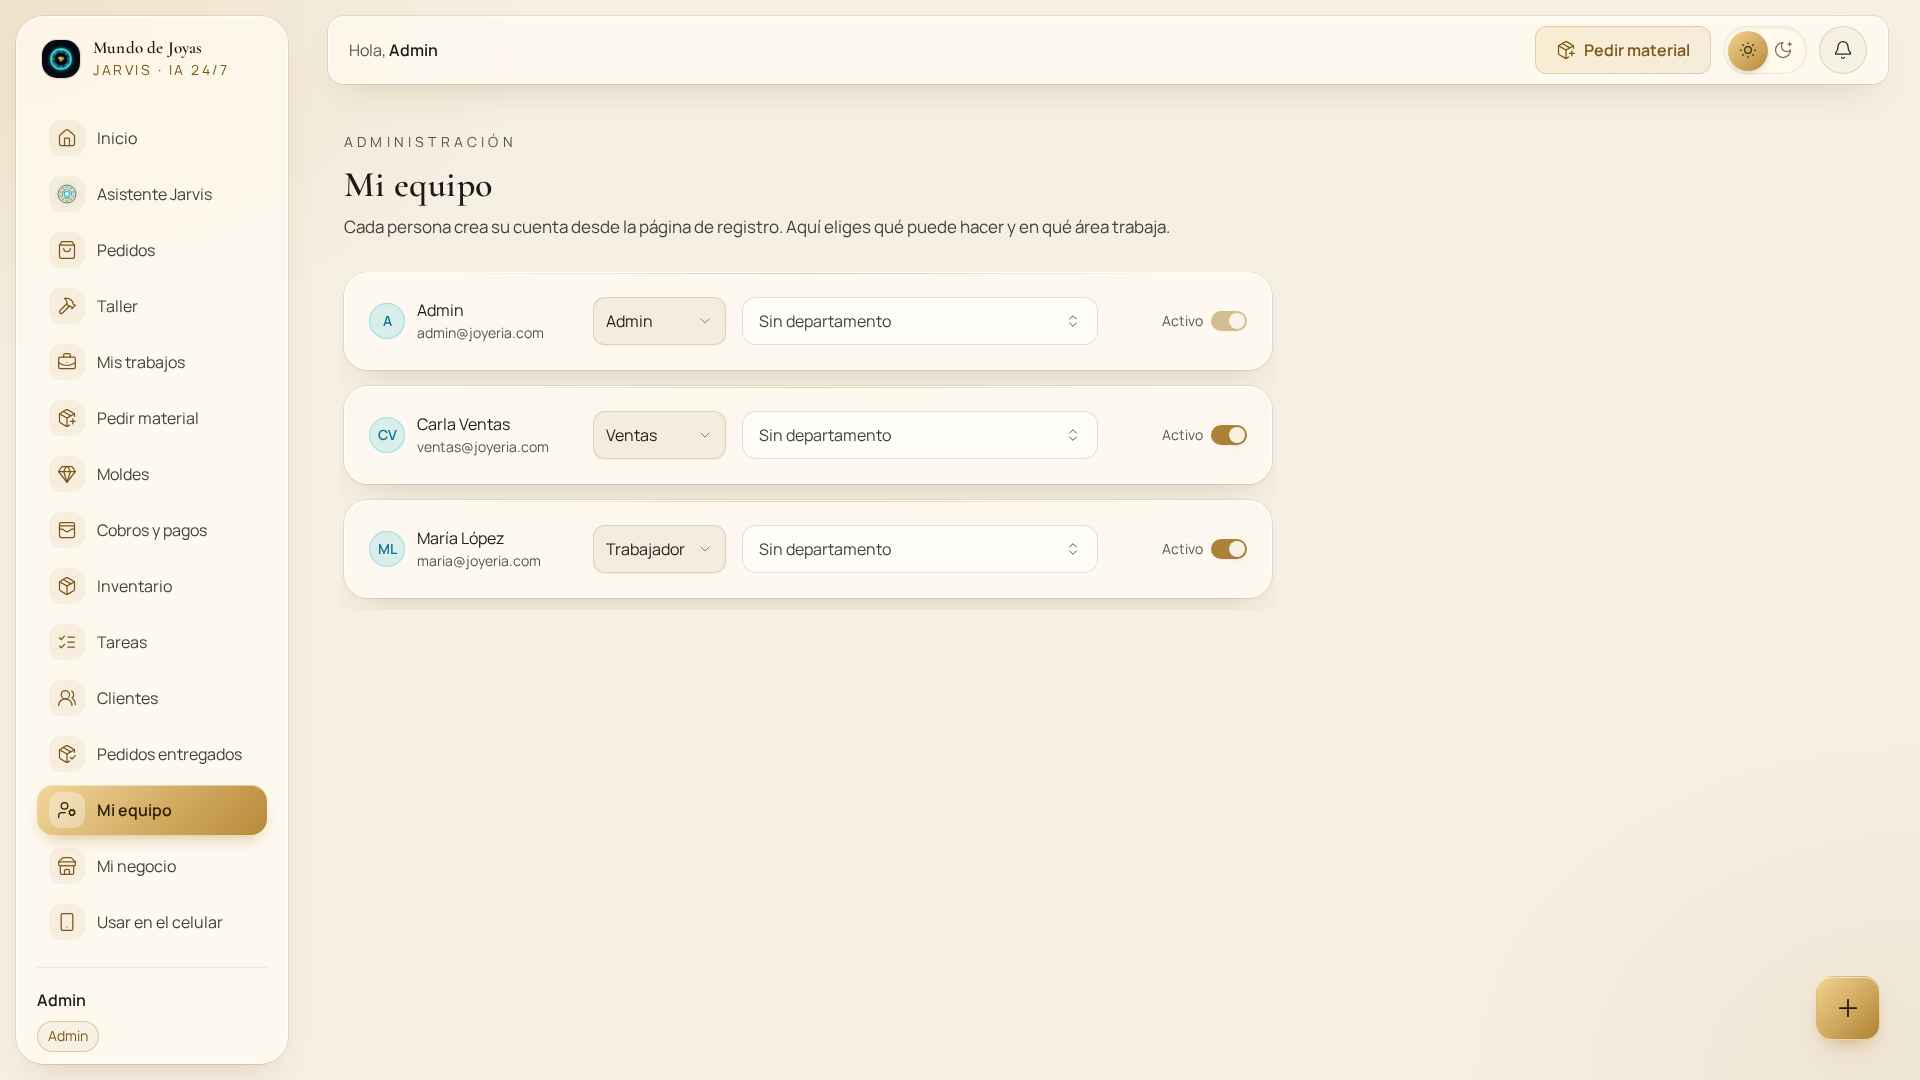 Mundo de Joyas
JARVIS · IA 24/7
Inicio
Asistente Jarvis
Pedidos
Taller
Mis trabajos
Pedir material
Moldes
Cobros y pagos
Inventario
Tareas
Clientes
Pedidos entregados
Mi equipo
Mi negocio
Usar en el celular
Admin
Admin
Hola, Admin
Pedir material
ADMINISTRACIÓN
Mi equipo
Cada persona crea su cuenta desde la página de registro. Aquí eliges qué puede hacer y en qué área trabaja.
A
Admin
admin@joyeria.com
Admin
Sin departamento
Activo
CV
Carla Ventas
ventas@joyeria.com
Ventas
Sin departamento
Activo
ML
María López
maria@joyeria.com
Trabajador
Sin departamento
Activo